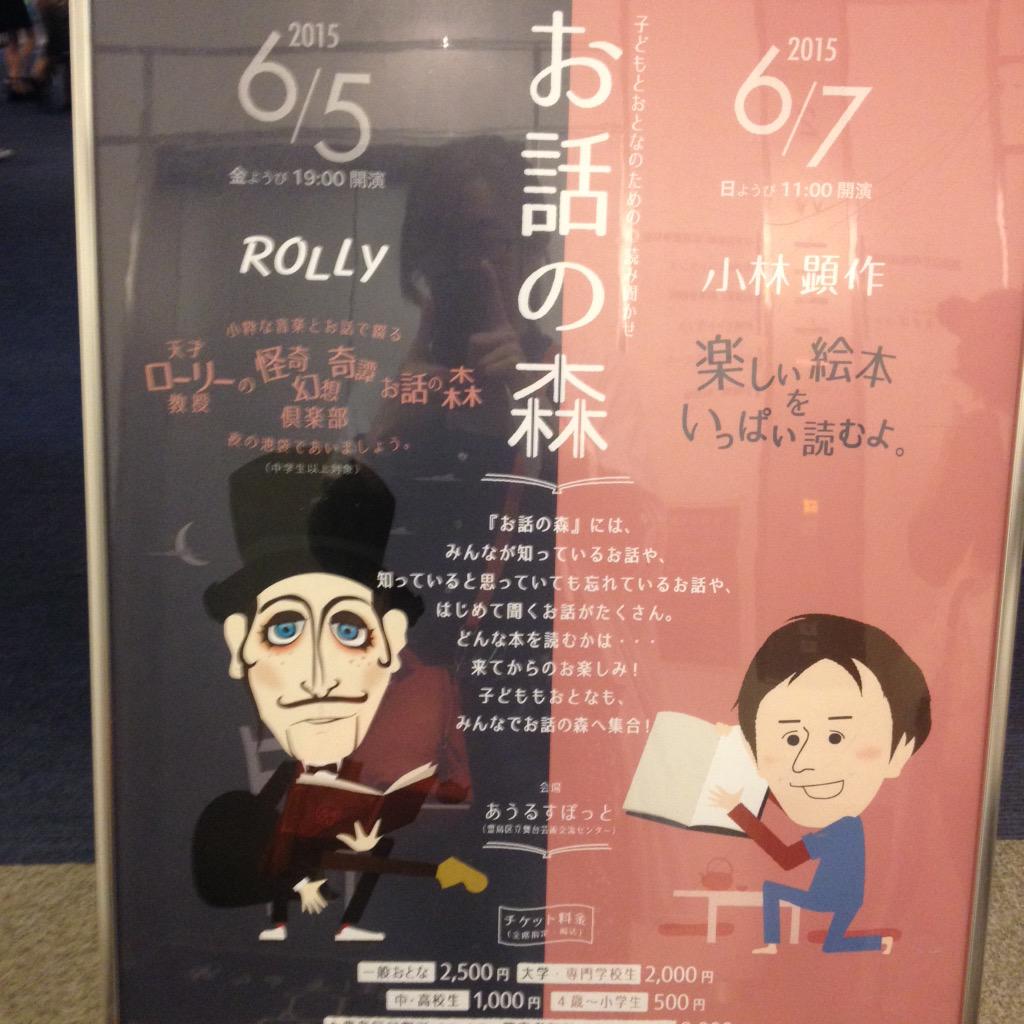 2015
6/5
金ようび 19:00 開演
ROLLY
小粋な音楽とお話で綴る
天才
ローリーの
教授
怪奇 奇譚
幻想
倶楽部
お話の森
夜の池袋であいましょう。
(中学生以上対象)
お話の森
子どもとおとなのための 読み聞かせ
2015
6/7
日ようび 11:00 開演
小林 顕作
楽しい絵本
を
いっぱい読むよ。
『お話の森』には、
みんなが知っているお話や、
知っていると思っていても忘れているお話や、
はじめて聞くお話がたくさん。
どんな本を読むかは・・・
来てからのお楽しみ!
子どももおとなも、
みんなでお話の森へ集合!
会場
あうるすぽっと
(豊島区立舞台芸術交流センター)
チケット料金
(全席指定・税込)
一般おとな 2,500円 大学・専門学校生 2,000円
中・高校生 1,000円 4歳〜小学生 500円